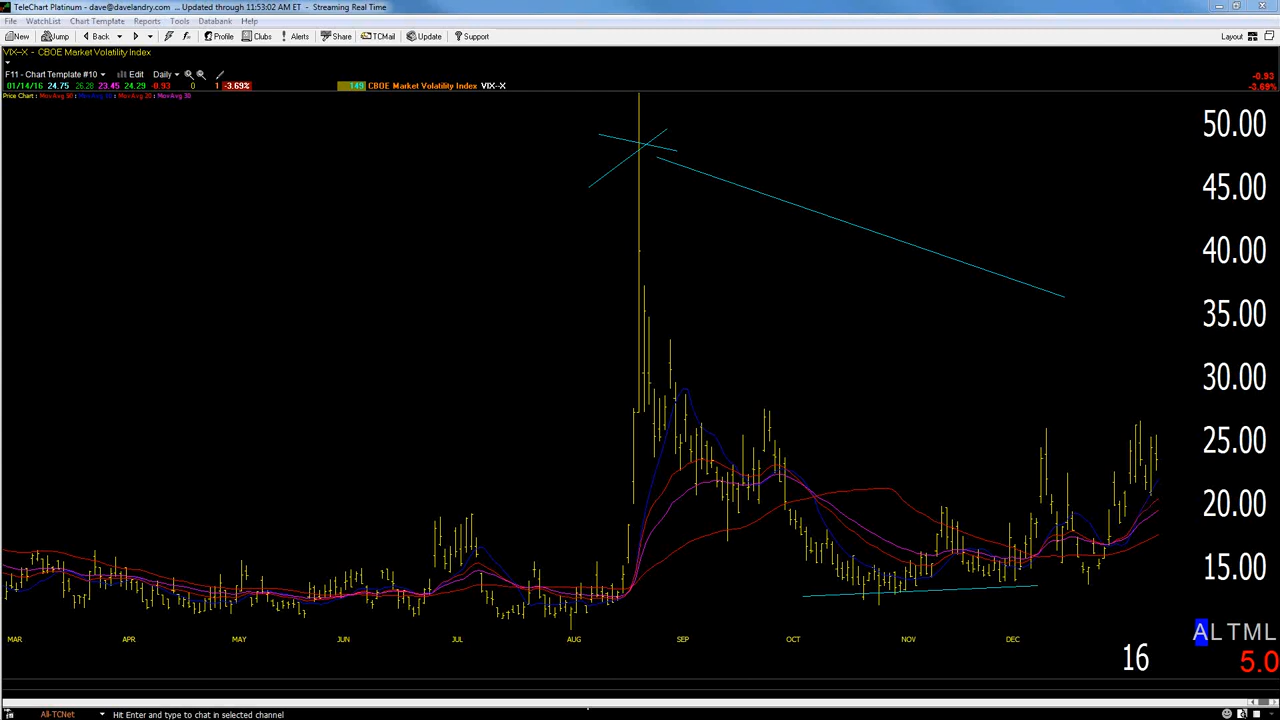 TeleChart Platinum - dave@davelandry.com ... Updated through 11:53:02 AM ET - Streaming Real Time
File WatchList Chart Template Reports Tools Databank Help
New Jump Back Profile Clubs Alerts Share TCMail Update Support Layout
VIX--X - CBOE Market Volatility Index
F11 - Chart Template #10 Edit Daily -0.93
01/14/16 24.75 26.28 23.45 24.29 -0.93 0 1 -3.69% 149 CBOE Market Volatility Index VIX--X -3.69%
50.00
45.00
40.00
35.00
30.00
25.00
20.00
15.00
MAR APR MAY JUN JUL AUG SEP OCT NOV DEC
ALTML
16 5.0
All-TCNet Hit Enter and type to chat in selected channel